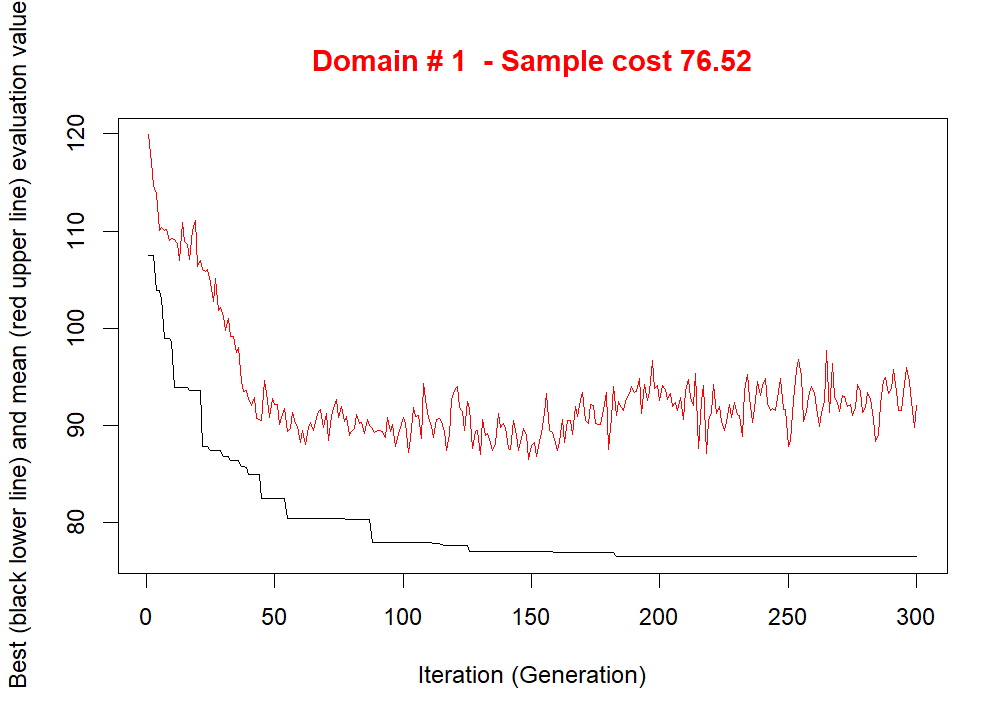 Domain # 1  - Sample cost 76.52
Best (black lower line) and mean (red upper line) evaluation value
120
110
100
90
80
0 50 100 150 200 250 300
Iteration (Generation)